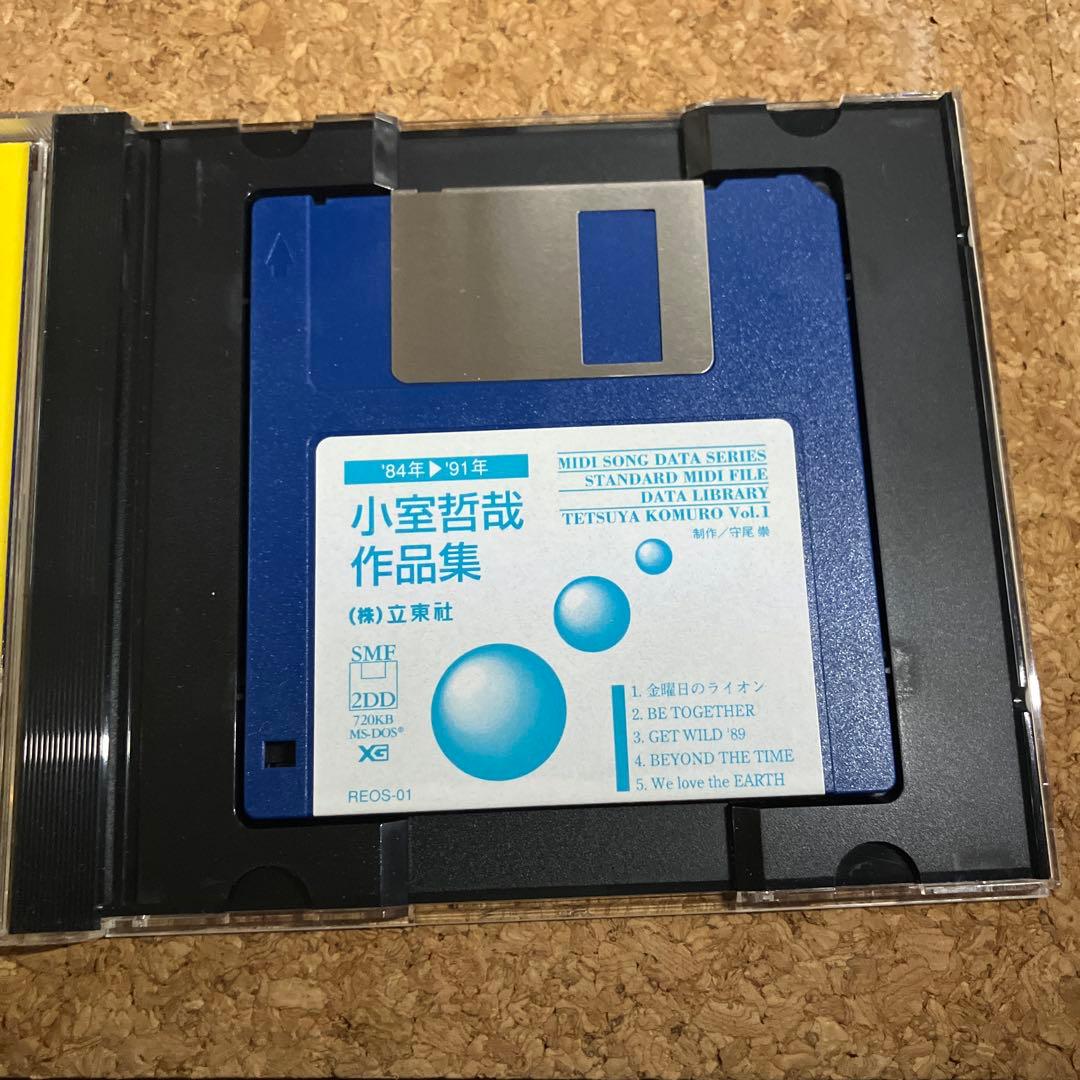 '84年▶'91年
小室哲哉
作品集
(株)立東社
MIDI SONG DATA SERIES
STANDARD MIDI FILE
DATA LIBRARY
TETSUYA KOMURO Vol.1
制作／守尾 崇
SMF
2DD
720KB
MS-DOS®
XG
REOS-01
1. 金曜日のライオン
2. BE TOGETHER
3. GET WILD '89
4. BEYOND THE TIME
5. We love the EARTH